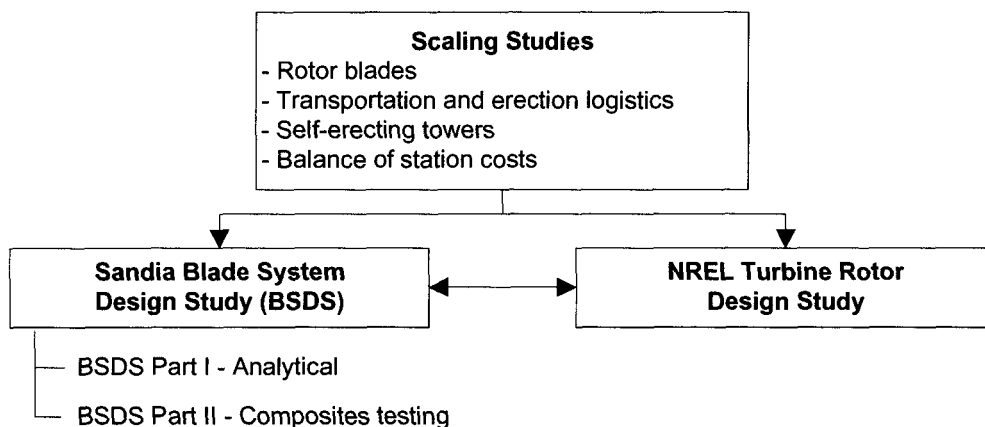 Scaling Studies
- Rotor blades
- Transportation and erection logistics
- Self-erecting towers
- Balance of station costs
Sandia Blade System
Design Study (BSDS)
NREL Turbine Rotor
Design Study
BSDS Part I - Analytical
BSDS Part II - Composites testing